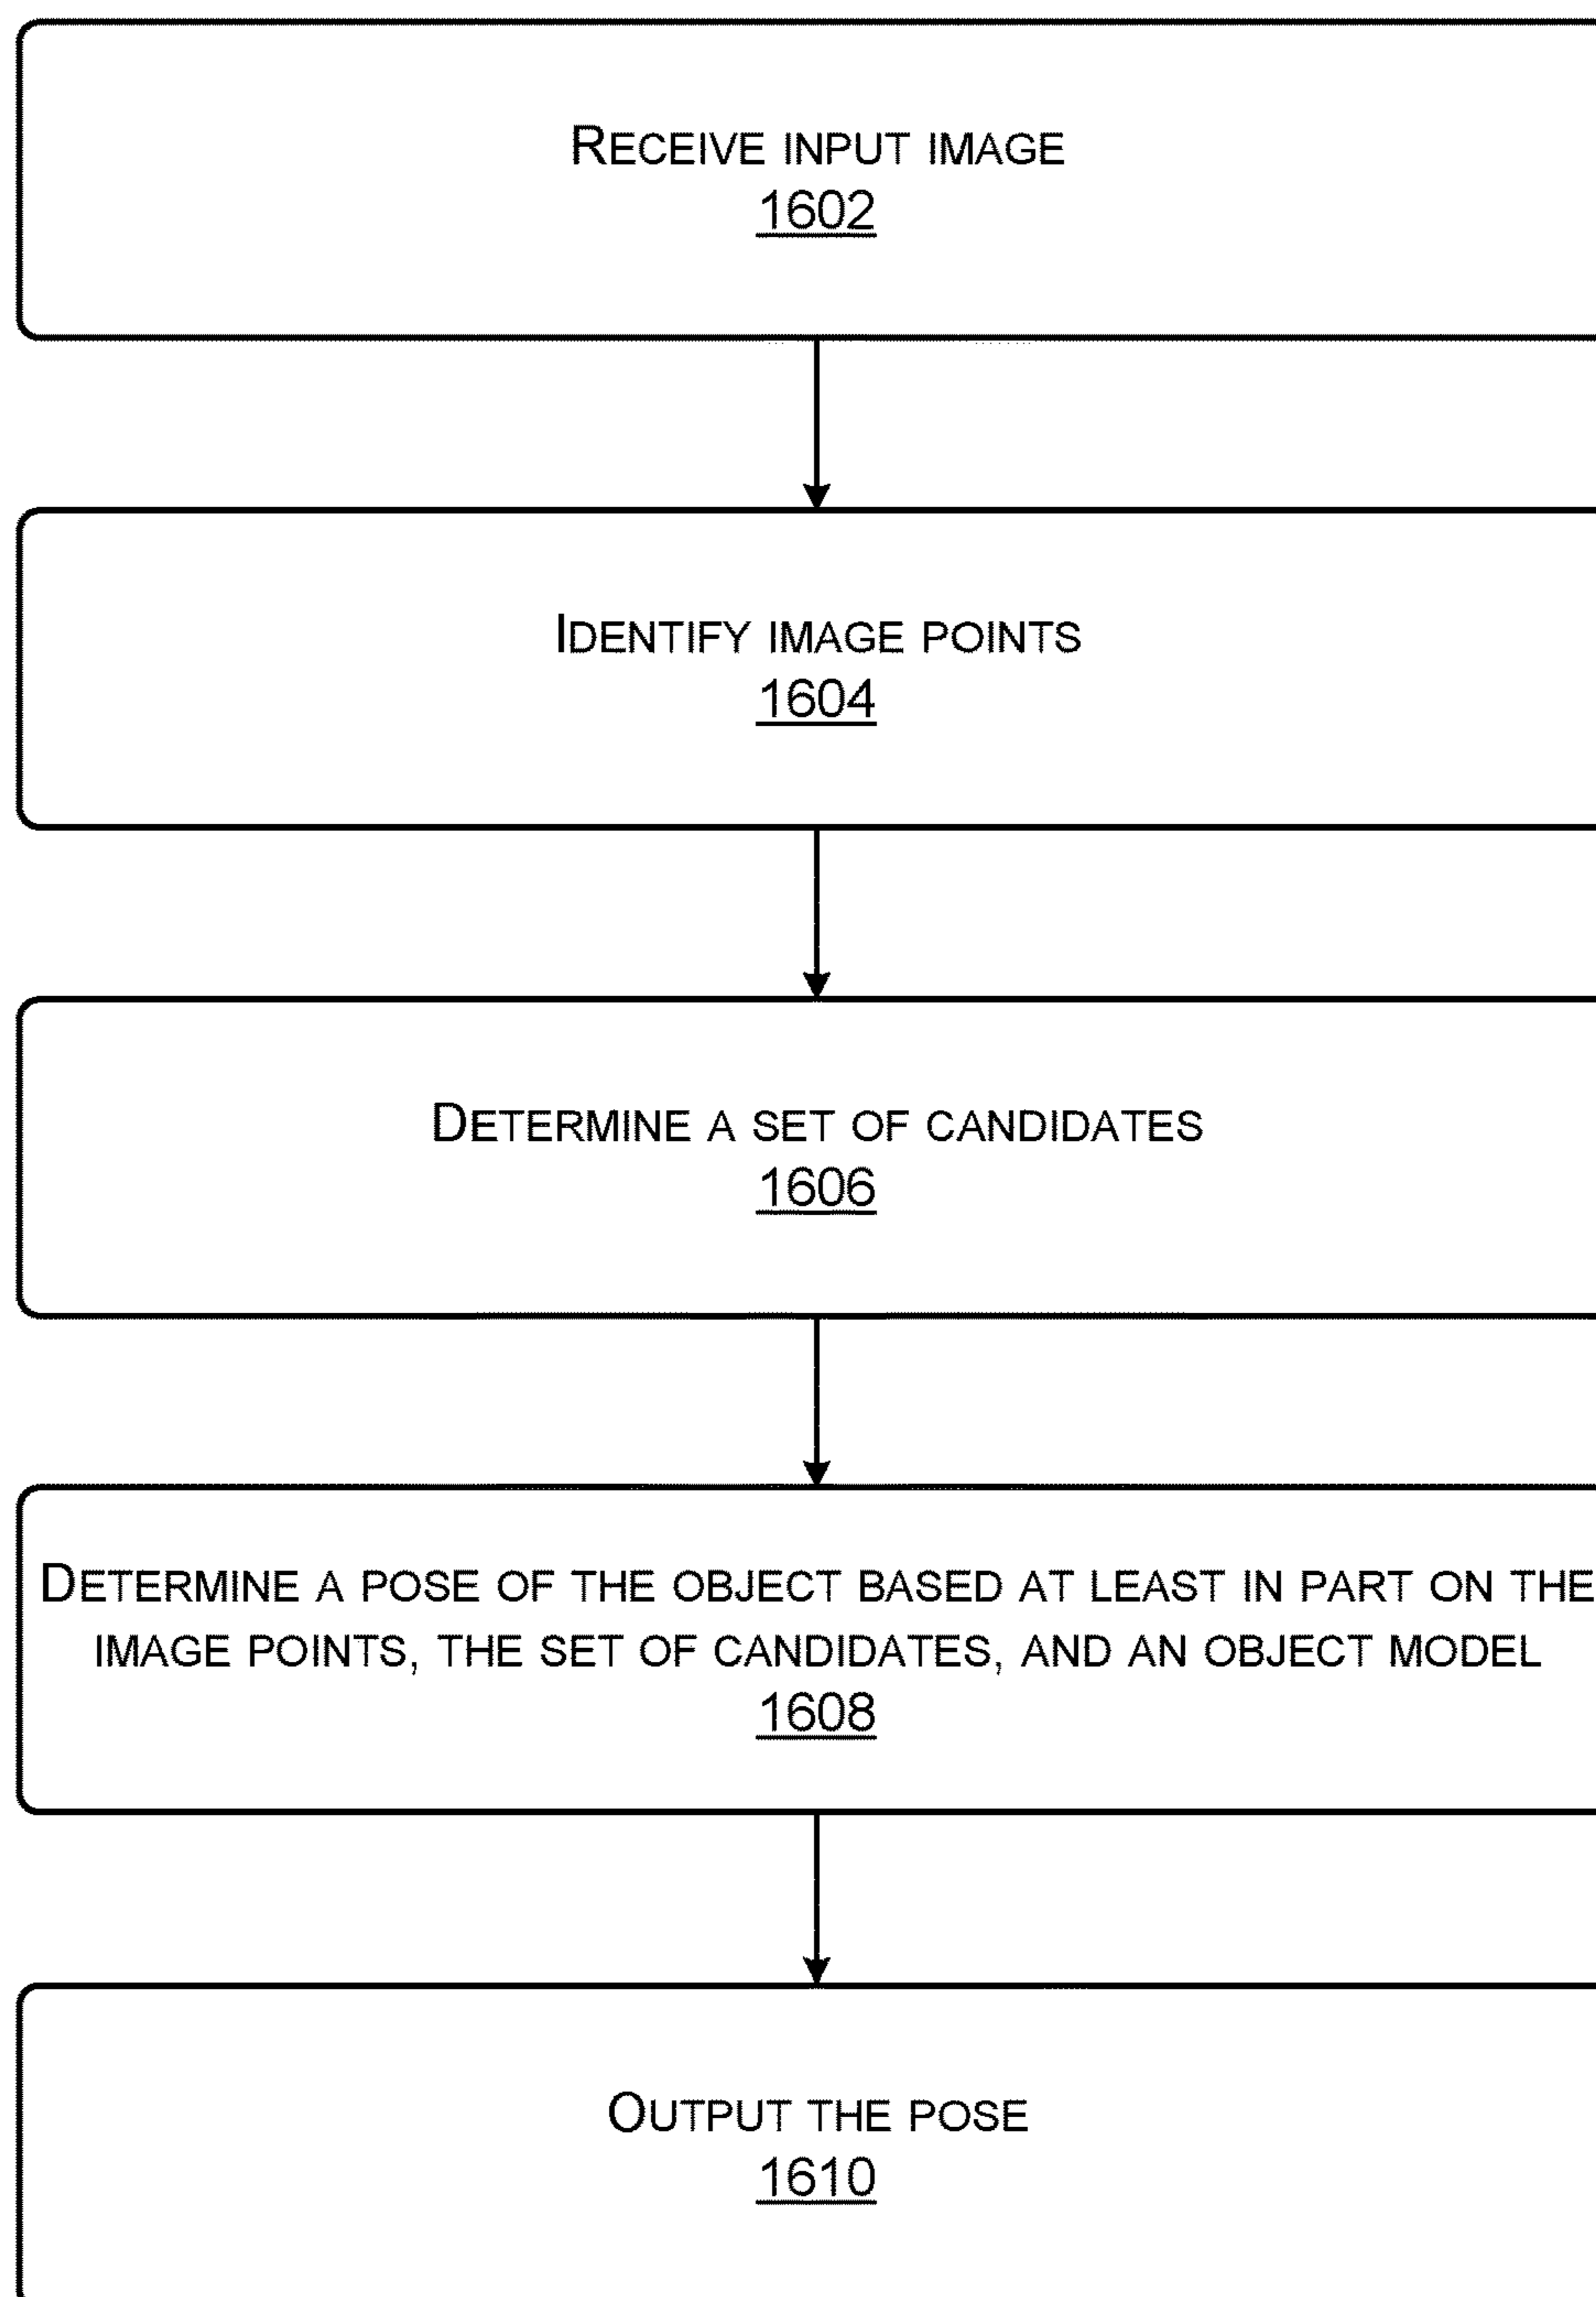 RECEIVE INPUT IMAGE
1602
IDENTIFY IMAGE POINTS
1604
DETERMINE A SET OF CANDIDATES
1606
DETERMINE A POSE OF THE OBJECT BASED AT LEAST IN PART ON THE
IMAGE POINTS, THE SET OF CANDIDATES, AND AN OBJECT MODEL
1608
OUTPUT THE POSE
1610